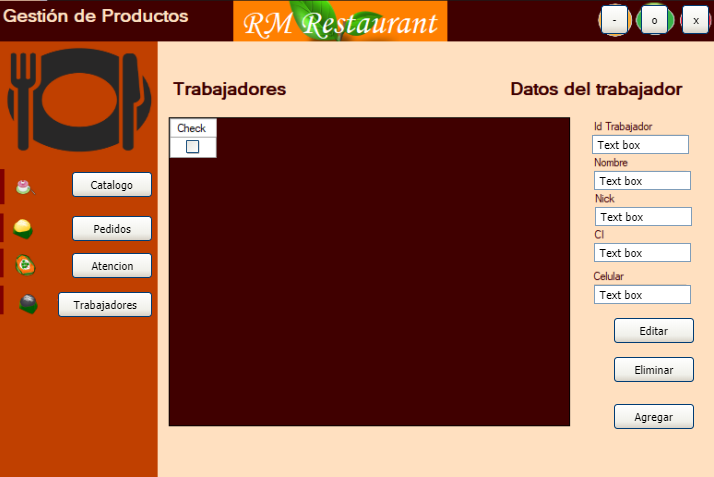 Gestión de Productos
RM Restaurant
-
o
x
Trabajadores
Datos del trabajador
Check
Id Trabajador
Text box
Nombre
Text box
Nick
Text box
CI
Text box
Celular
Text box
Catalogo
Pedidos
Atencion
Trabajadores
Editar
Eliminar
Agregar